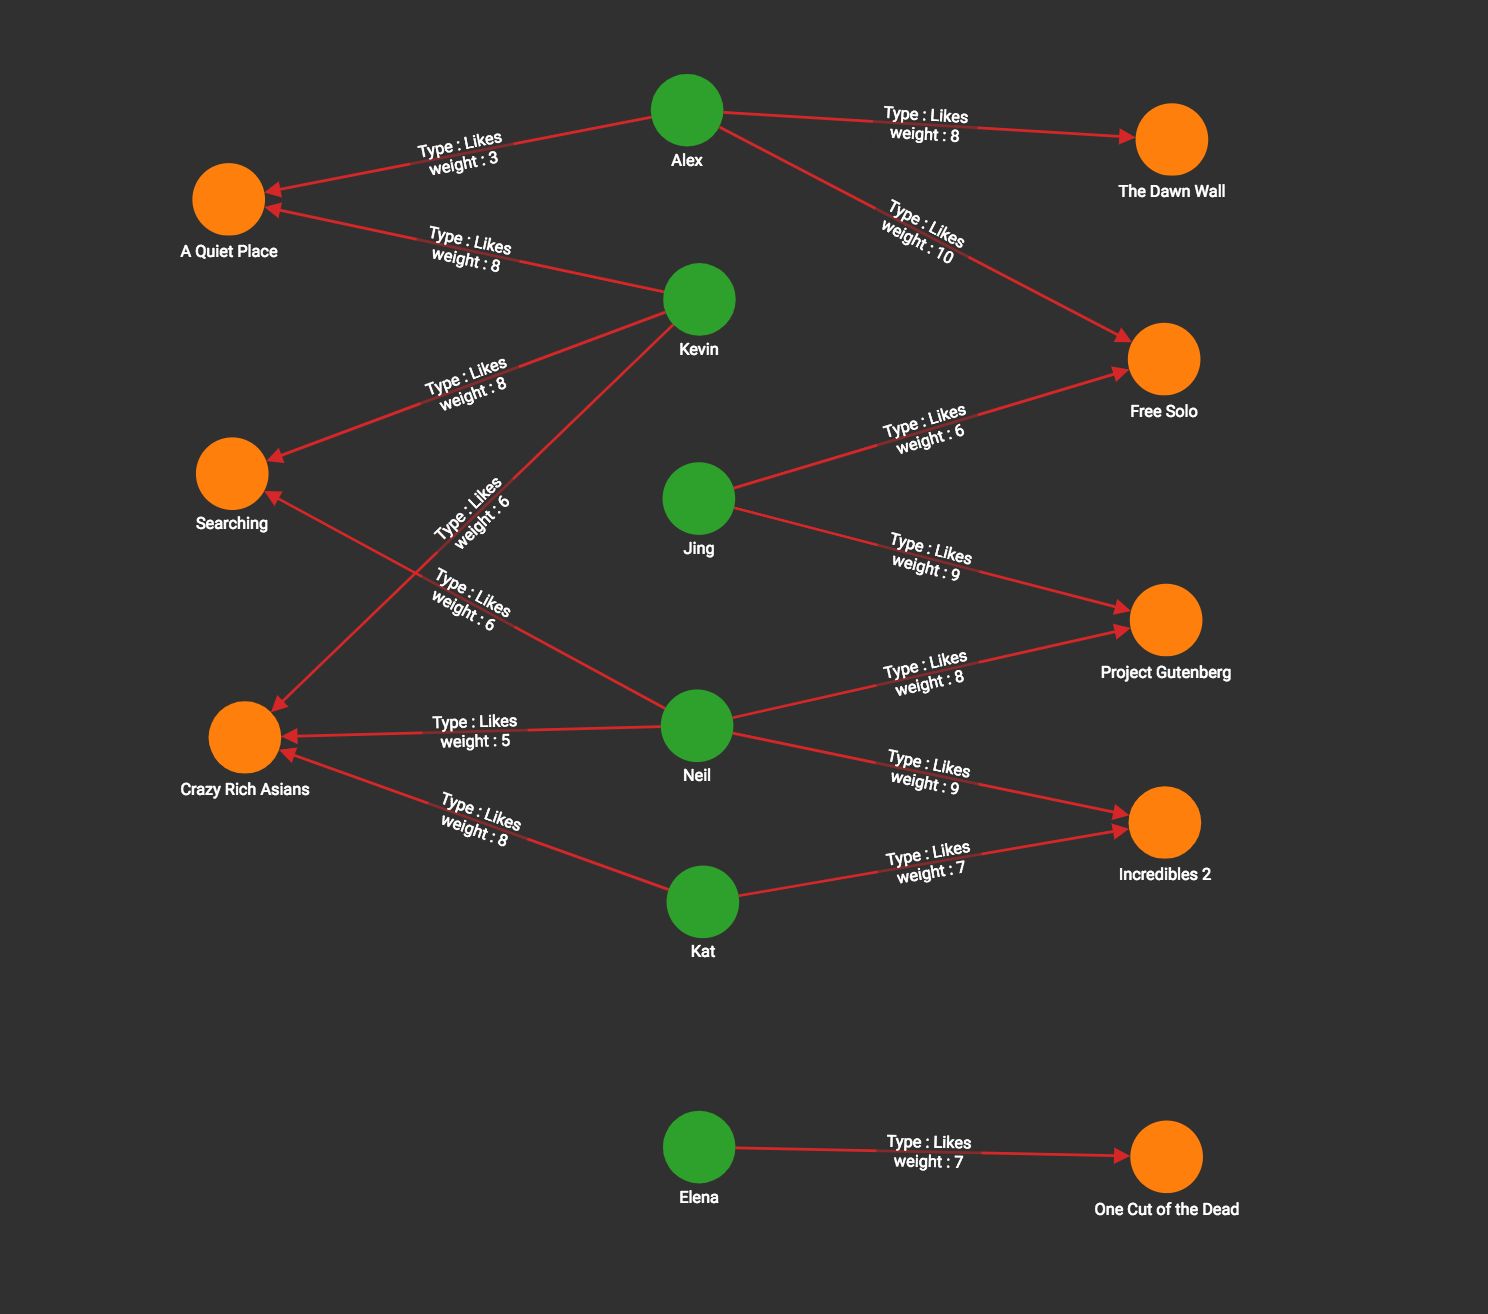 Alex
Type : Likes
weight : 8
The Dawn Wall
Type : Likes
weight : 3
A Quiet Place
Type : Likes
weight : 10
Type : Likes
weight : 8
Kevin
Free Solo
Type : Likes
weight : 8
Type : Likes
weight : 6
Searching
Type : Likes
weight : 6
Jing
Type : Likes
weight : 9
Type : Likes
weight : 6
Project Gutenberg
Type : Likes
weight : 8
Type : Likes
weight : 5
Neil
Crazy Rich Asians
Type : Likes
weight : 9
Type : Likes
weight : 8
Type : Likes
weight : 7
Incredibles 2
Kat
Type : Likes
weight : 7
Elena
One Cut of the Dead